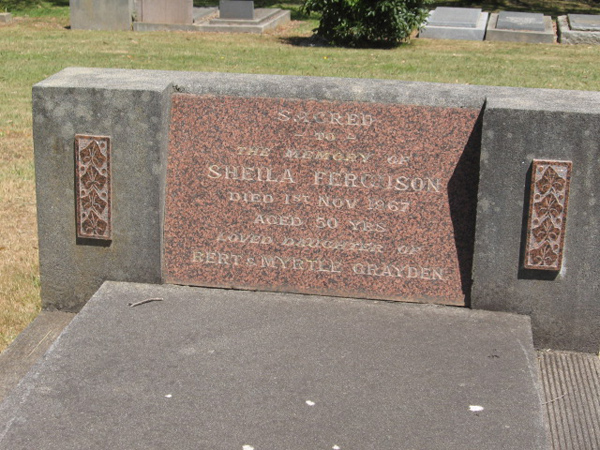 SACRED
TO
THE MEMORY OF
SHEILA FERGUSON
DIED 1ST NOV 1967
AGED 50 YRS
LOVED DAUGHTER OF
BERT & MYRTLE GRAYDEN